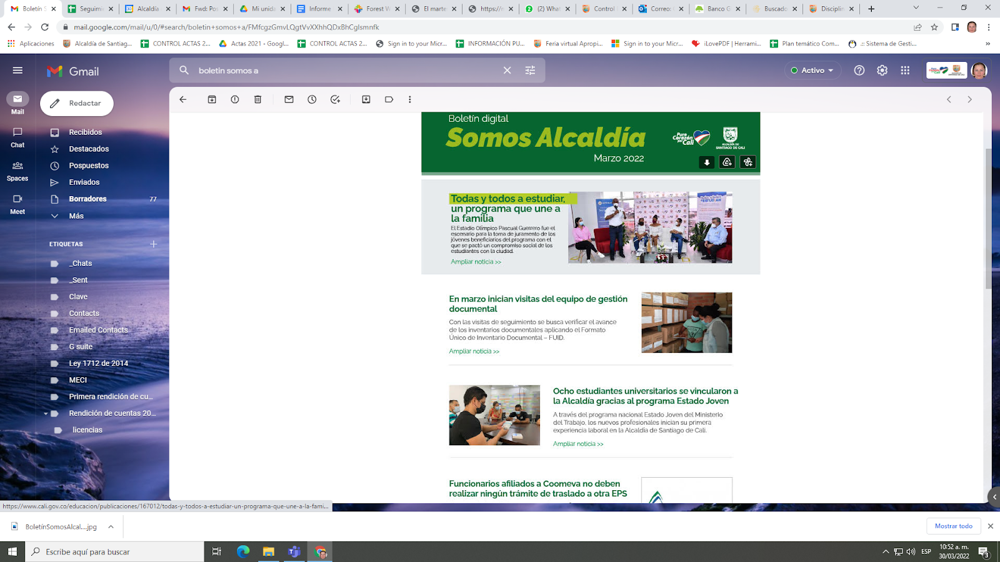 Boletín S
Seguimi
Alcaldía
Fwd: Po
Mi unida
Informe
Forest W
El marte
https://n
(2) What
Control
Correo:
Banco G
Buscado
Disciplin
mail.google.com/mail/u/0/#search/boletin+somos+a/FMfcgzGmvLQgtVvXXhhQDxBhCglsmnfk
Aplicaciones
Alcaldía de Santiag...
CONTROL ACTAS 2...
Actas 2021 - Googl...
CONTROL ACTAS 2...
Sign in to your Micr...
INFORMACIÓN PU...
Feria virtual Apropi...
Sign in to your Micr...
iLovePDF | Herrami...
Plan temático Com...
.:: Sistema de Gesti...
»
Gmail
boletin somos a
Activo
Mail
Chat
Spaces
Meet
Redactar
Recibidos
Destacados
Pospuestos
Enviados
Borradores 77
Más
ETIQUETAS
_Chats
_Sent
Clave
Contacts
Emailed Contacts
G suite
Ley 1712 de 2014
MECI
Primera rendición de cu...
Rendición de cuentas 20...
licencias
Boletín digital
Somos Alcaldía
Marzo 2022
Puro
Corazón
por
Cali
ALCALDÍA DE
SANTIAGO DE CALI
Todas y todos a estudiar,
un programa que une a
la familia
El Estadio Olímpico Pascual Guerrero fue el
escenario para la toma de juramento de los
jóvenes beneficiarios del programa con el
que se pactó un compromiso social de los
estudiantes con la ciudad.
Ampliar noticia >>
En marzo inician visitas del equipo de gestión
documental
Con las visitas de seguimiento se busca verificar el avance
de los inventarios documentales aplicando el Formato
Único de Inventario Documental – FUID.
Ampliar noticia >>
Ocho estudiantes universitarios se vincularon a
la Alcaldía gracias al programa Estado Joven
A través del programa nacional Estado Joven del Ministerio
del Trabajo, los nuevos profesionales inician su primera
experiencia laboral en la Alcaldía de Santiago de Cali.
Ampliar noticia >>
Funcionarios afiliados a Coomeva no deben
realizar ningún trámite de traslado a otra EPS
https://www.cali.gov.co/educacion/publicaciones/167012/todas-y-todos-a-estudiar-un-programa-que-une-a-la-fami...
BoletínSomosAlcal....jpg
Mostrar todo
Escribe aquí para buscar
ESP
10:52 a. m.
30/03/2022
3